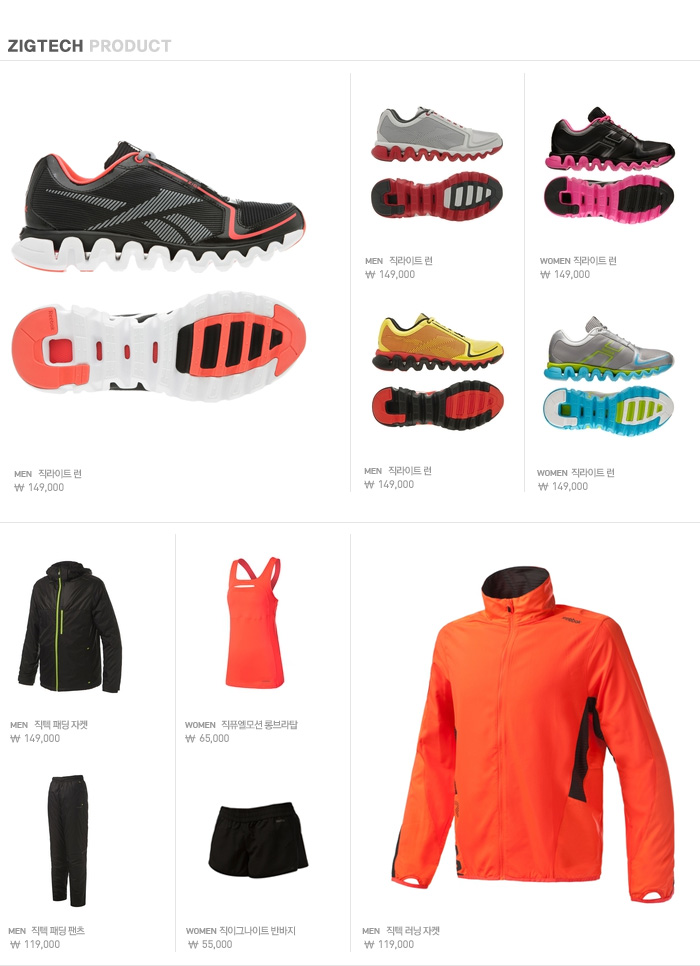 ZIGTECH PRODUCT
MEN 직라이트 런
₩ 149,000
MEN 직라이트 런
₩ 149,000
WOMEN 직라이트 런
₩ 149,000
MEN 직라이트 런
₩ 149,000
WOMEN 직라이트 런
₩ 149,000
MEN 직텍 패딩 자켓
₩ 149,000
WOMEN 직퓨엘모션 롱브라탑
₩ 65,000
MEN 직텍 패딩 팬츠
₩ 119,000
WOMEN 직이그나이트 반바지
₩ 55,000
MEN 직텍 러닝 자켓
₩ 119,000